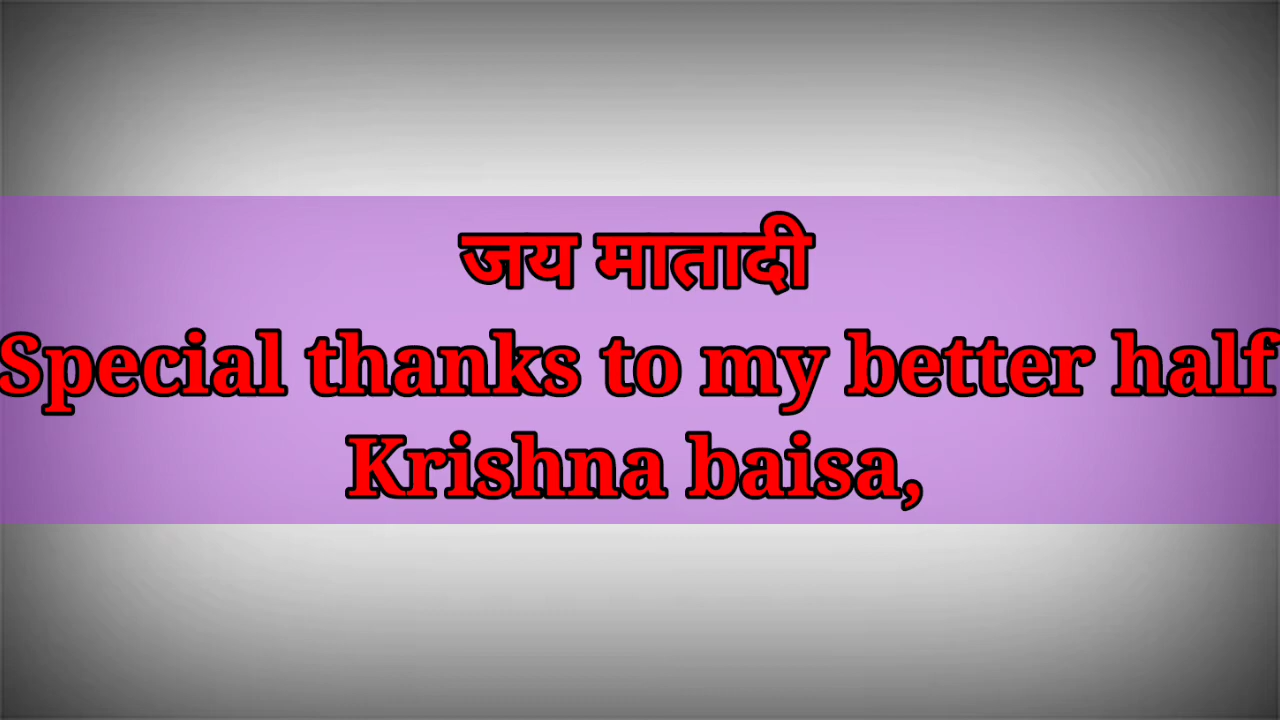 जय मातादी
Special thanks to my better half
Krishna baisa,